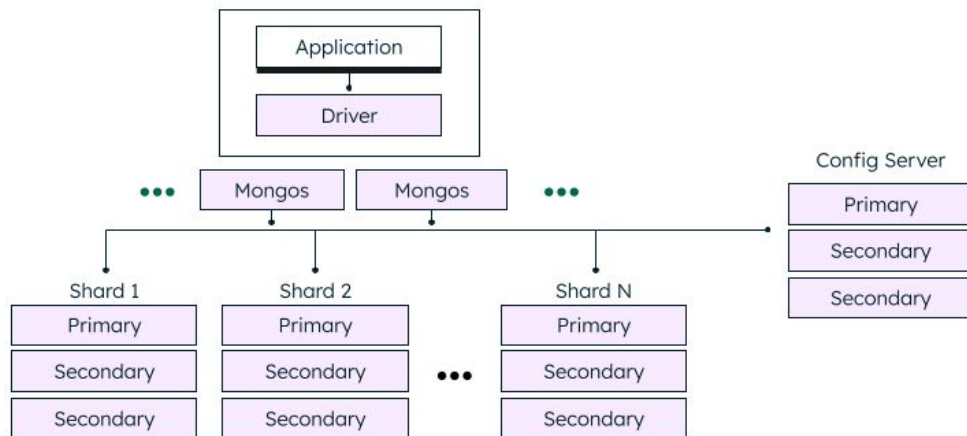 Application
Driver
Config Server
Mongos Mongos
Primary
Secondary
Secondary
Shard 1 Shard 2 Shard N
Primary Primary Primary
Secondary Secondary Secondary
Secondary Secondary Secondary